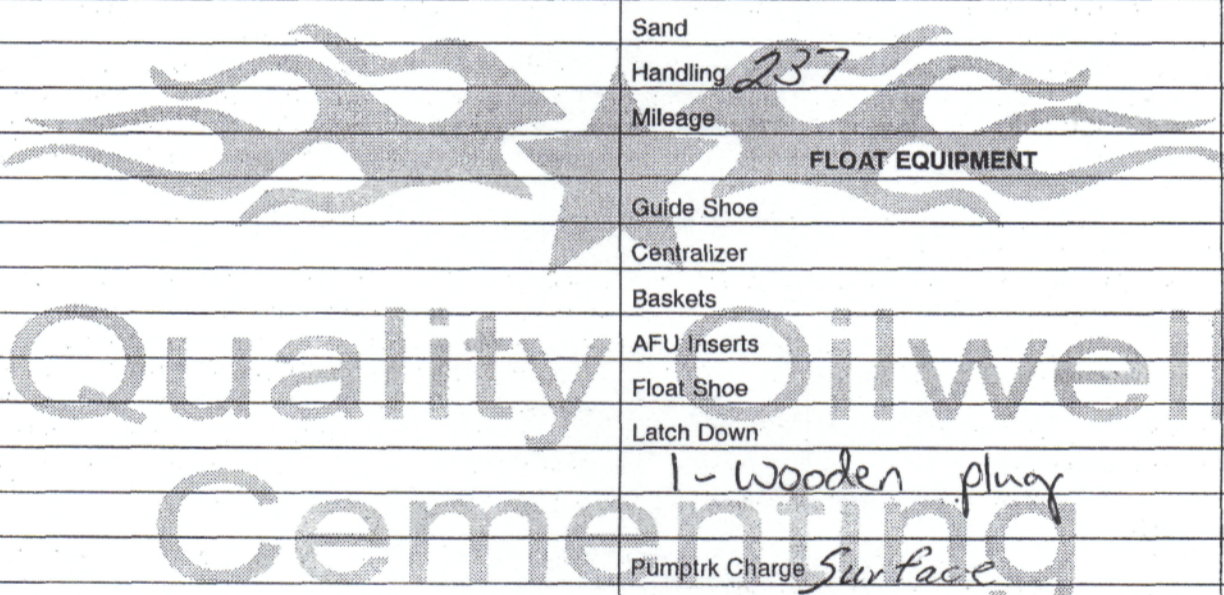 Sand
Handling 237
Mileage
FLOAT EQUIPMENT
Guide Shoe
Centralizer
Baskets
AFU Inserts
Float Shoe
Latch Down
1 - wooden plug
Pumptrk Charge Surface
Quality Oilwell
Cementing